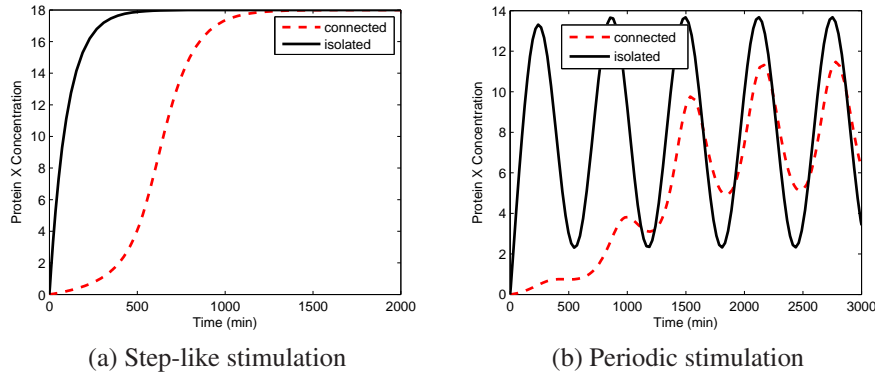 18
16
14
12
10
8
6
4
2
0
Protein X Concentration
connected
isolated
0 500 1000 1500 2000
Time (min)
(a) Step-like stimulation
14
12
10
8
6
4
2
0
Protein X Concentration
connected
isolated
0 500 1000 1500 2000 2500 3000
Time (min)
(b) Periodic stimulation